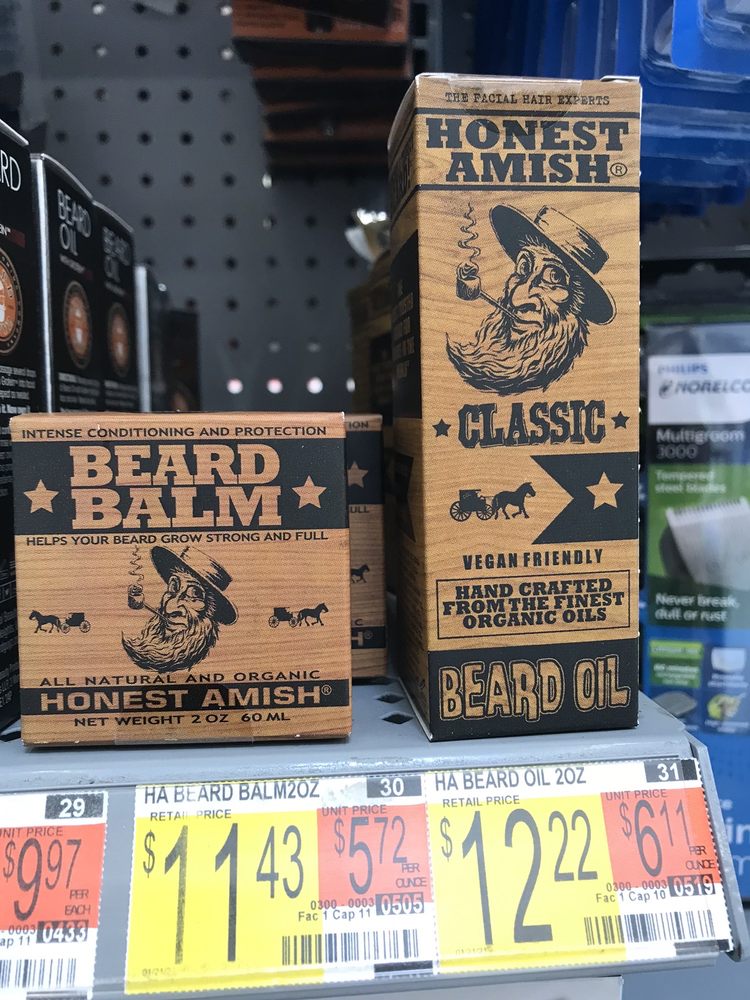 THE FACIAL HAIR EXPERTS
HONEST
AMISH®
CLASSIC
VEGAN FRIENDLY
HAND CRAFTED
FROM THE FINEST
ORGANIC OILS
BEARD OIL
INTENSE CONDITIONING AND PROTECTION
BEARD
BALM
HELPS YOUR BEARD GROW STRONG AND FULL
ALL NATURAL AND ORGANIC
HONEST AMISH®
NET WEIGHT 2 OZ 60 ML
RD
BEARD
OIL
BEARD
OIL
PHILIPS
NORELCO
Multigroom
3000
Tempered
steel blades
Never break,
dull or rust
29
UNIT PRICE
$9.97
PER
EACH
0433
HA BEARD BALM2OZ 30
RETAIL PRICE
$11.43
UNIT PRICE
$5.72
PER
OUNCE
0300-0003
Fac 1 Cap 11 0505
HA BEARD OIL 2OZ 31
RETAIL PRICE
$12.22
UNIT PRICE
$6.11
PER
OUNCE
0300-0003
Fac 1 Cap 10 0519